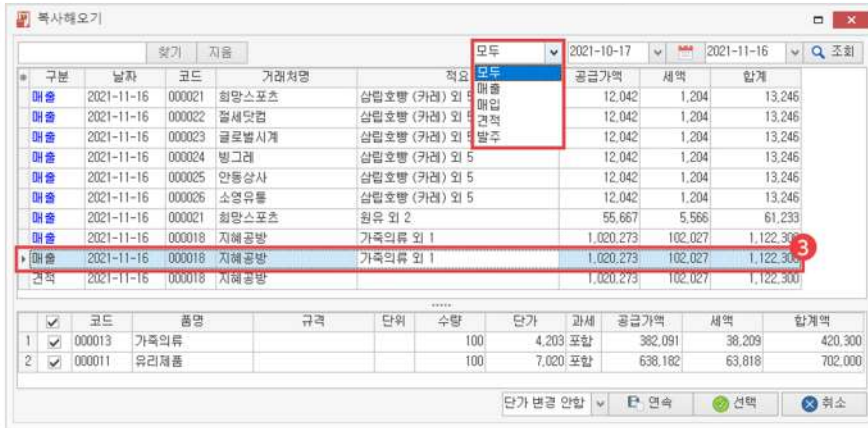 복사해오기
찾기 지움 모두 2021-10-17 2021-11-16 조회
구분 날짜 코드 거래처명 적요 공급가액 세액 합계
모두
매출
매입
견적
발주
매출 2021-11-16 000021 희망스포츠 삼립호빵 (카레) 외 5 12,042 1,204 13,246
매출 2021-11-16 000022 절세닷컴 삼립호빵 (카레) 외 5 12,042 1,204 13,246
매출 2021-11-16 000023 글로벌시계 삼립호빵 (카레) 외 5 12,042 1,204 13,246
매출 2021-11-16 000024 빙그레 삼립호빵 (카레) 외 5 12,042 1,204 13,246
매출 2021-11-16 000025 안동상사 삼립호빵 (카레) 외 5 12,042 1,204 13,246
매출 2021-11-16 000026 소영유통 삼립호빵 (카레) 외 5 12,042 1,204 13,246
매출 2021-11-16 000021 희망스포츠 원유 외 2 55,667 5,566 61,233
매출 2021-11-16 000018 지혜공방 가죽의류 외 1 1,020,273 102,027 1,122,300
매출 2021-11-16 000018 지혜공방 가죽의류 외 1 1,020,273 102,027 1,122,300
3
견적 2021-11-16 000018 지혜공방 1,020,273 102,027 1,122,300
코드 품명 규격 단위 수량 단가 과세 공급가액 세액 합계액
1 000013 가죽의류 100 4,203 포함 382,091 38,209 420,300
2 000011 유리제품 100 7,020 포함 638,182 63,818 702,000
단가 변경 안함 연속 선택 취소